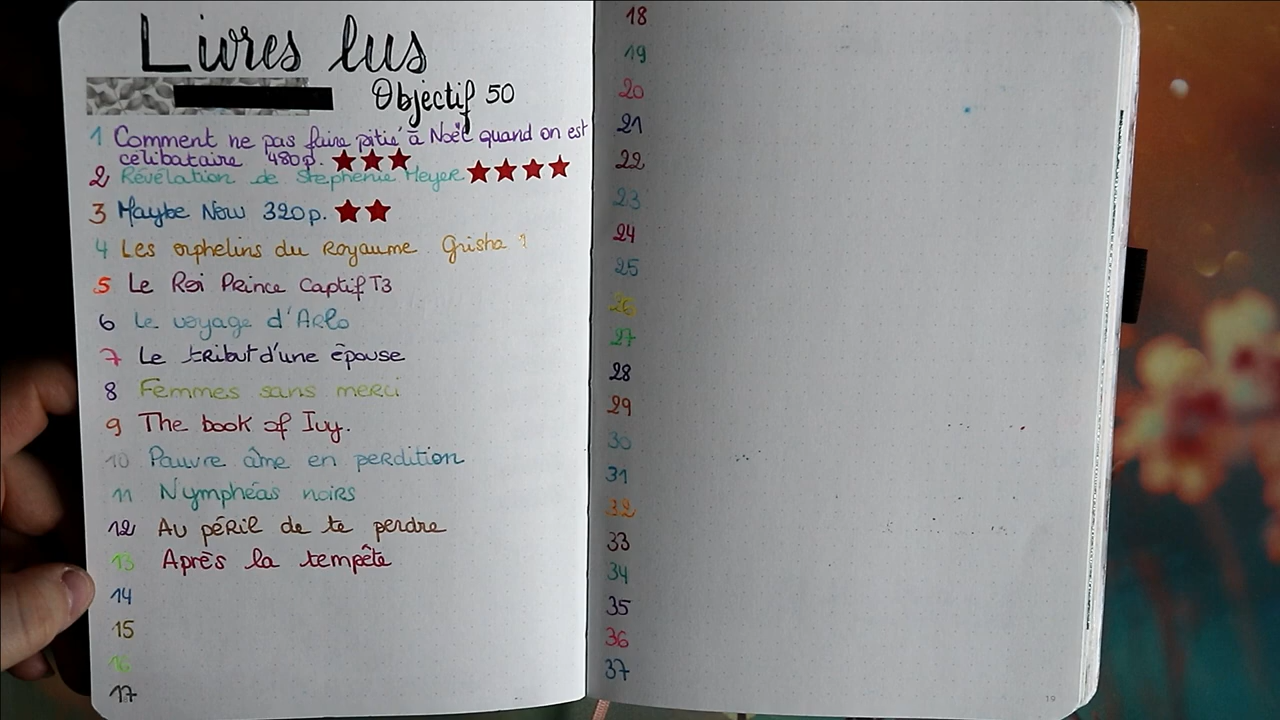 Livres lus
Objectif 50
1 Comment ne pas faire pitié à Noël quand on est
célibataire 480p.
2 Révélation de Stephenie Meyer
3 Maybe Now 320p.
4 Les orphelins du Royaume Grisha 1
5 Le Roi Prince Captif T3
6 Le voyage d'Arlo
7 Le tribut d'une épouse
8 Femmes sans merci
9 The book of Ivy.
10 Pauvre âme en perdition
11 Nymphéas noirs
12 Au péril de te perdre
13 Après la tempête
14
15
16
17
18
19
20
21
22
23
24
25
26
27
28
29
30
31
32
33
34
35
36
37
19